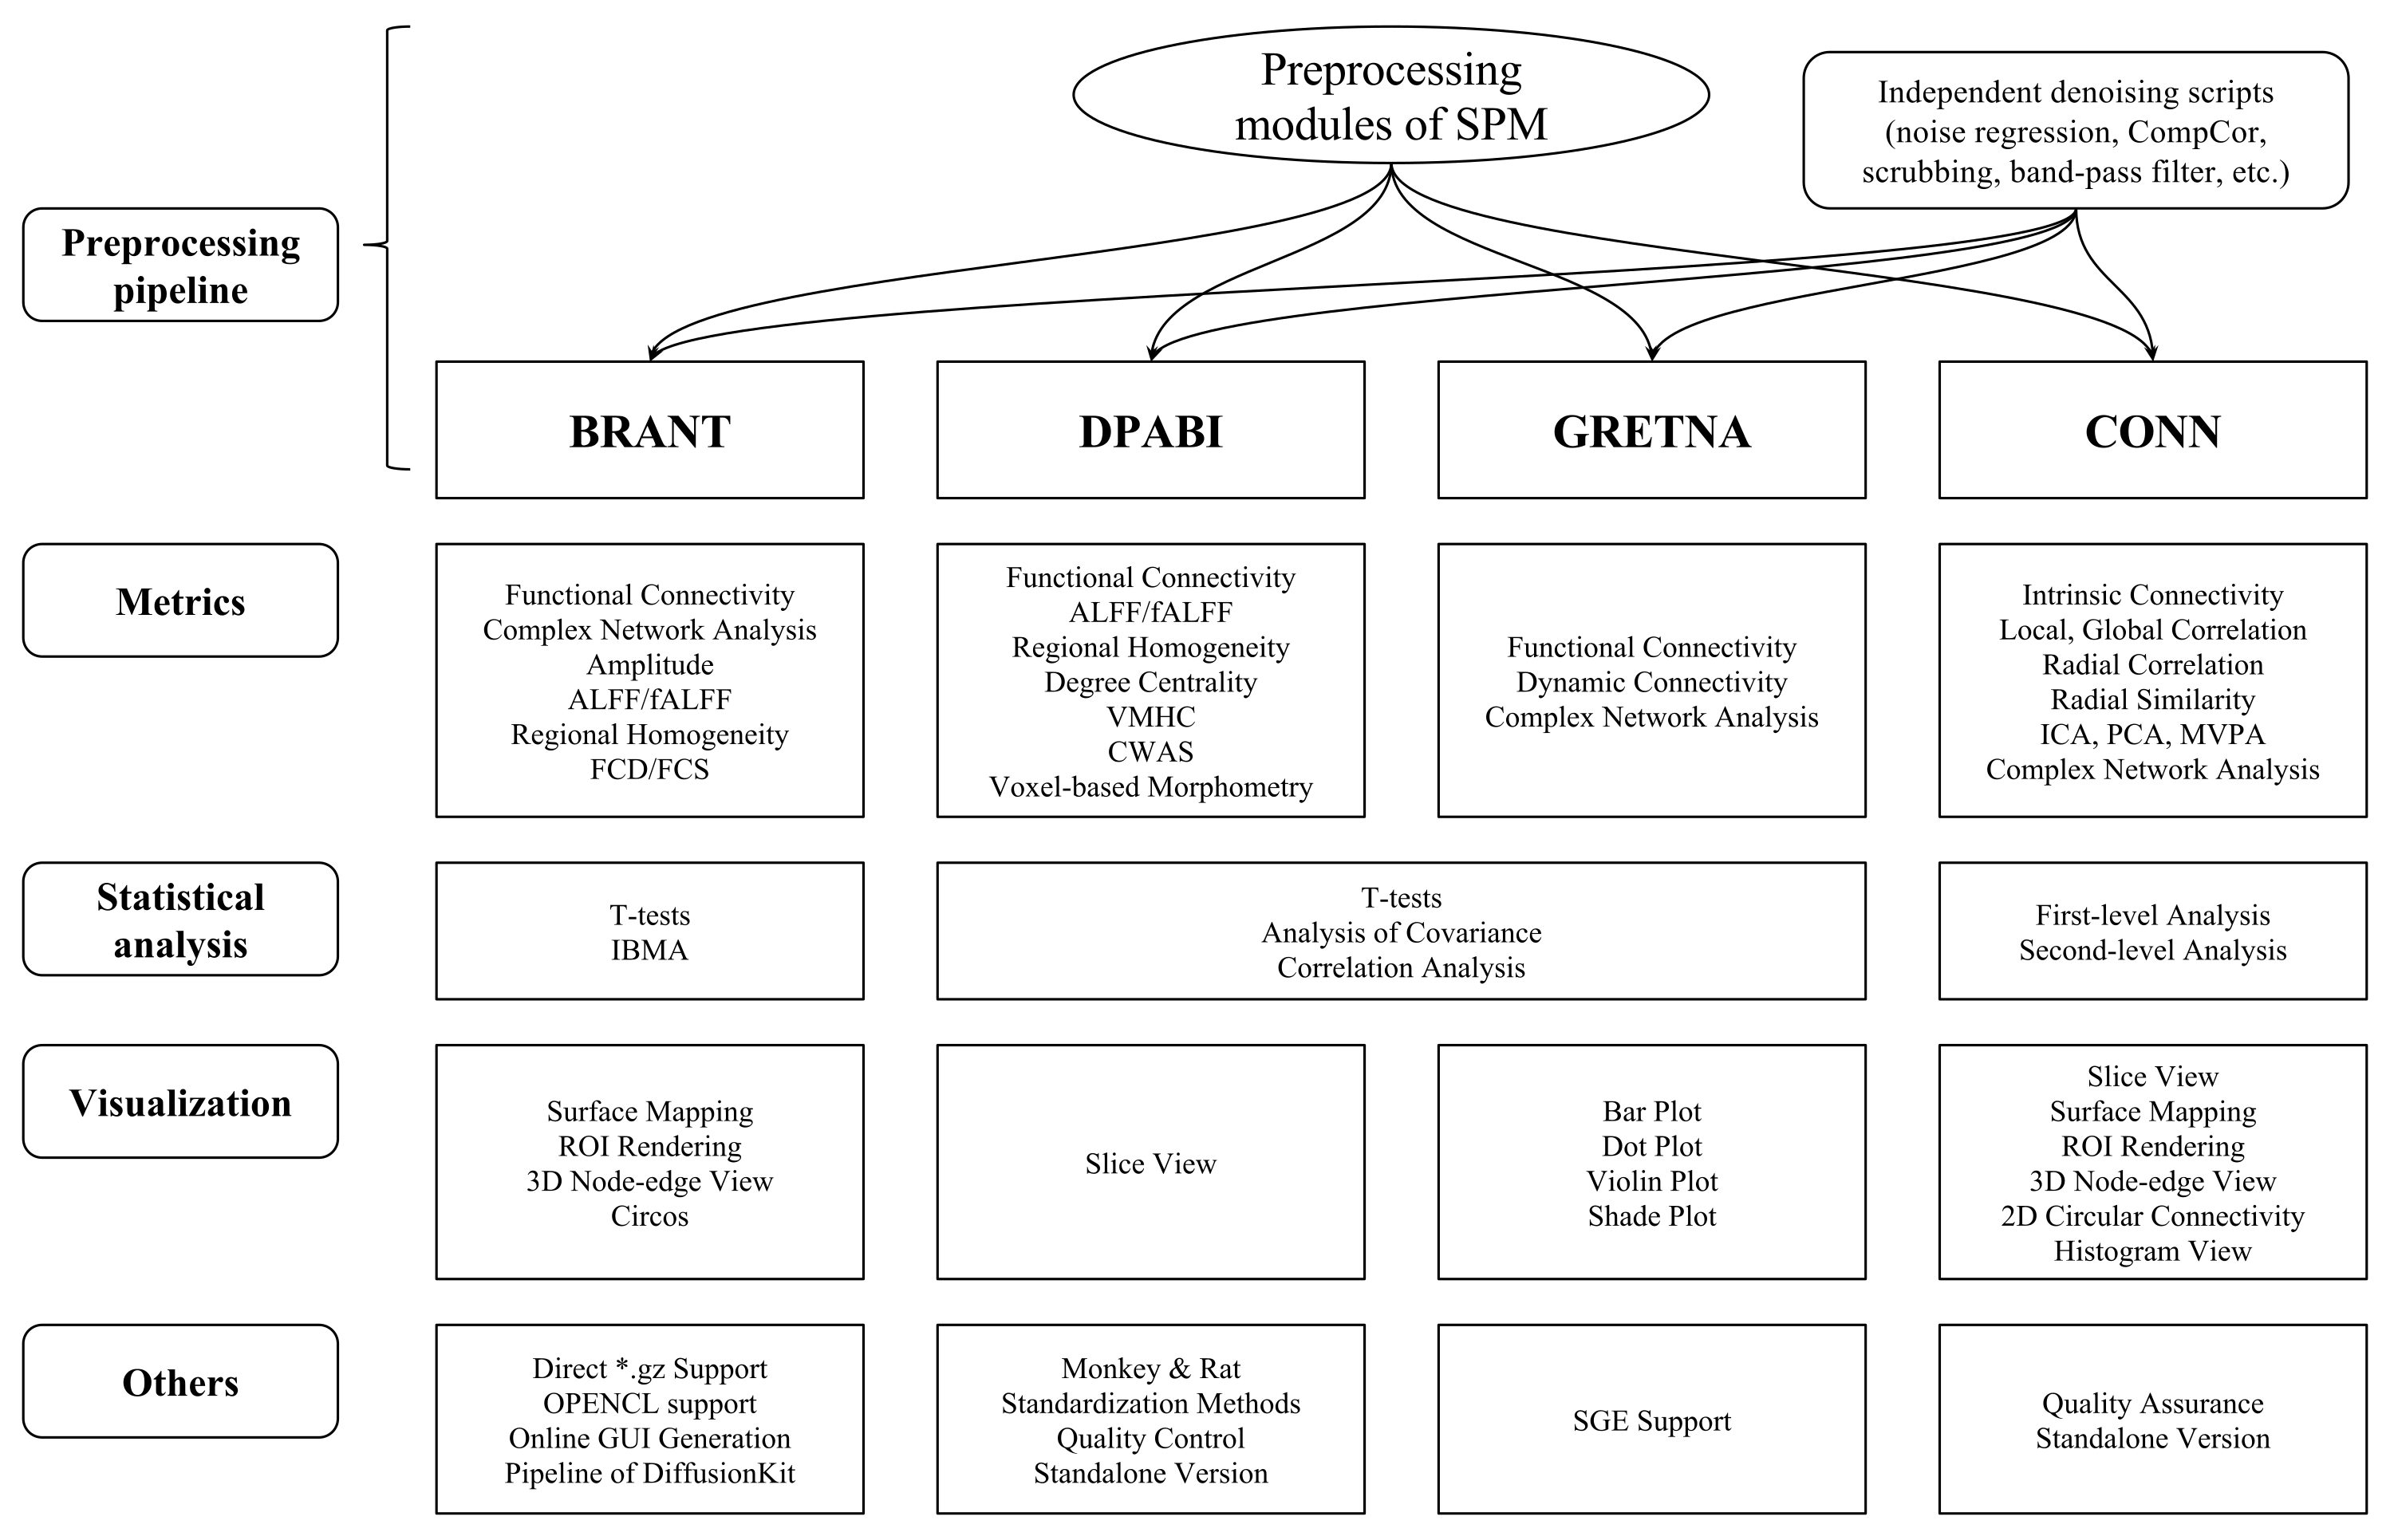 Preprocessing
modules of SPM
Independent denoising scripts
(noise regression, CompCor,
scrubbing, band-pass filter, etc.)
Preprocessing
pipeline
BRANT
DPABI
GRETNA
CONN
Metrics
Functional Connectivity
Complex Network Analysis
Amplitude
ALFF/fALFF
Regional Homogeneity
FCD/FCS
Functional Connectivity
ALFF/fALFF
Regional Homogeneity
Degree Centrality
VMHC
CWAS
Voxel-based Morphometry
Functional Connectivity
Dynamic Connectivity
Complex Network Analysis
Intrinsic Connectivity
Local, Global Correlation
Radial Correlation
Radial Similarity
ICA, PCA, MVPA
Complex Network Analysis
Statistical
analysis
T-tests
IBMA
T-tests
Analysis of Covariance
Correlation Analysis
First-level Analysis
Second-level Analysis
Visualization
Surface Mapping
ROI Rendering
3D Node-edge View
Circos
Slice View
Bar Plot
Dot Plot
Violin Plot
Shade Plot
Slice View
Surface Mapping
ROI Rendering
3D Node-edge View
2D Circular Connectivity
Histogram View
Others
Direct *.gz Support
OPENCL support
Online GUI Generation
Pipeline of DiffusionKit
Monkey & Rat
Standardization Methods
Quality Control
Standalone Version
SGE Support
Quality Assurance
Standalone Version